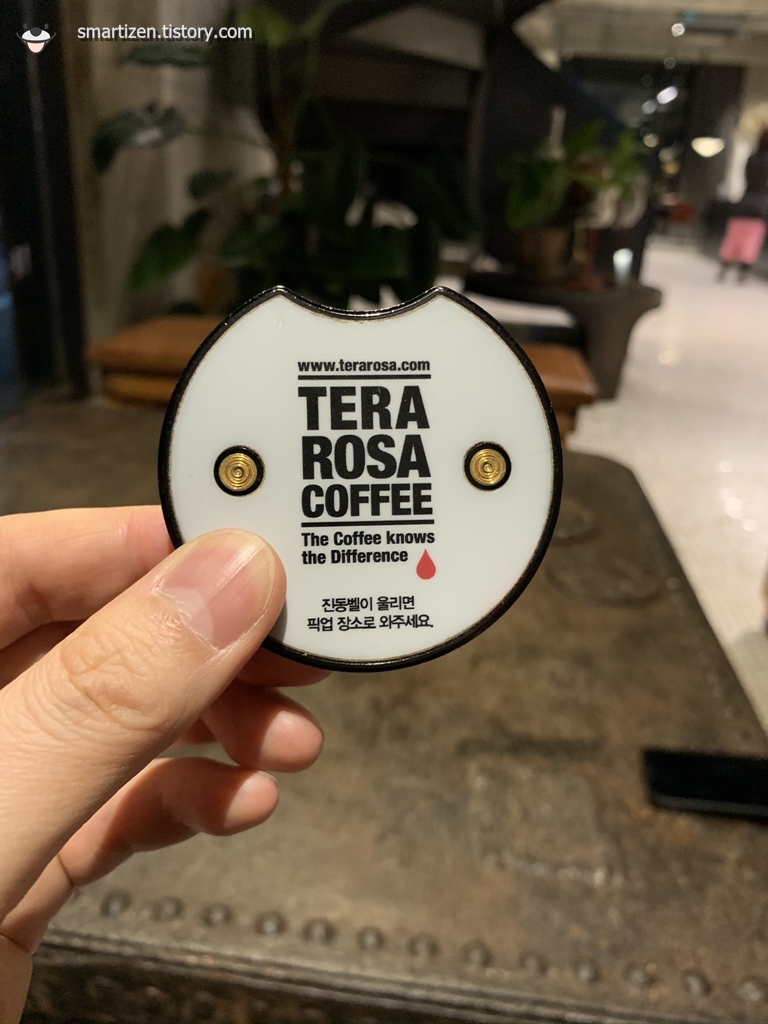 smartizen.tistory.com
www.terarosa.com
TERA
ROSA
COFFEE
The Coffee knows
the Difference
진동벨이 울리면
픽업 장소로 와주세요.